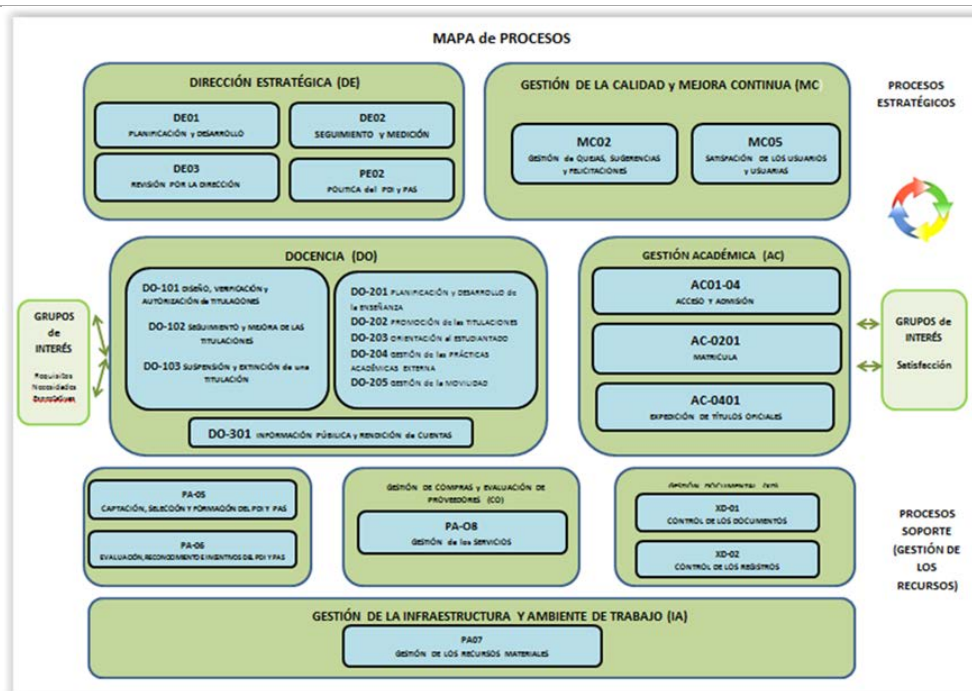 MAPA de PROCESOS
DIRECCIÓN ESTRATÉGICA (DE)
DE01
PLANIFICACIÓN y DESARROLLO
DE02
SEGUIMIENTO y MEDICIÓN
DE03
REVISIÓN POR LA DIRECCIÓN
PE02
POLITICA del PDI y PAS
GESTIÓN DE LA CALIDAD y MEJORA CONTINUA (MC)
MC02
GESTIÓN de QUEJAS, SUGERENCIAS
y FELICITACIONES
MC05
SATISFACCIÓN DE LOS USUARIOS
y USUARIAS
PROCESOS
ESTRATÉGICOS
DOCENCIA (DO)
DO-101 DISEÑO, VERIFICACIÓN y
AUTORIZACIÓN de TITULACIONES
DO-102 SEGUIMIENTO y MEJORA DE LAS
TITULACIONES
DO-103 SUSPENSIÓN y EXTINCIÓN de una
TITULACIÓN
DO-201 PLANIFICACIÓN y DESARROLLO de
la ENSEÑANZA
DO-202 PROMOCIÓN de las TITULACIONES
DO-203 ORIENTACIÓN al ESTUDIANTADO
DO-204 GESTIÓN de las PRÁCTICAS
ACADÉMICAS EXTERNA
DO-205 GESTIÓN de la MOVILIDAD
DO-301 INFORMACIÓN PÚBLICA y RENDICIÓN de CUENTAS
GESTIÓN ACADÉMICA (AC)
AC01-04
ACCESO Y ADMISIÓN
AC-0201
MATRICULA
AC-0401
EXPEDICIÓN DE TÍTULOS OFICIALES
GRUPOS
de
INTERÉS
Requisitos
Necesidades
GRUPOS de
INTERÉS
Satisfacción
PA-05
CAPTACIÓN, SELECCIÓN Y FORMACIÓN DEL PDI Y PAS
PA-06
EVALUACIÓN, RECONOCIMIENTO E INCENTIVOS DEL PDI Y PAS
GESTIÓN DE COMPRAS y EVALUACIÓN DE
PROVEEDORES (CO)
PA-O8
GESTIÓN de los SERVICIOS
GESTIÓN DOCUMENTAL (XD)
XD-01
CONTROL DE LOS DOCUMENTOS
XD-02
CONTROL DE LOS REGISTROS
PROCESOS
SOPORTE
(GESTIÓN DE
LOS
RECURSOS)
GESTIÓN DE LA INFRAESTRUCTURA Y AMBIENTE DE TRABAJO (IA)
PA07
GESTIÓN DE LOS RECURSOS MATERIALES